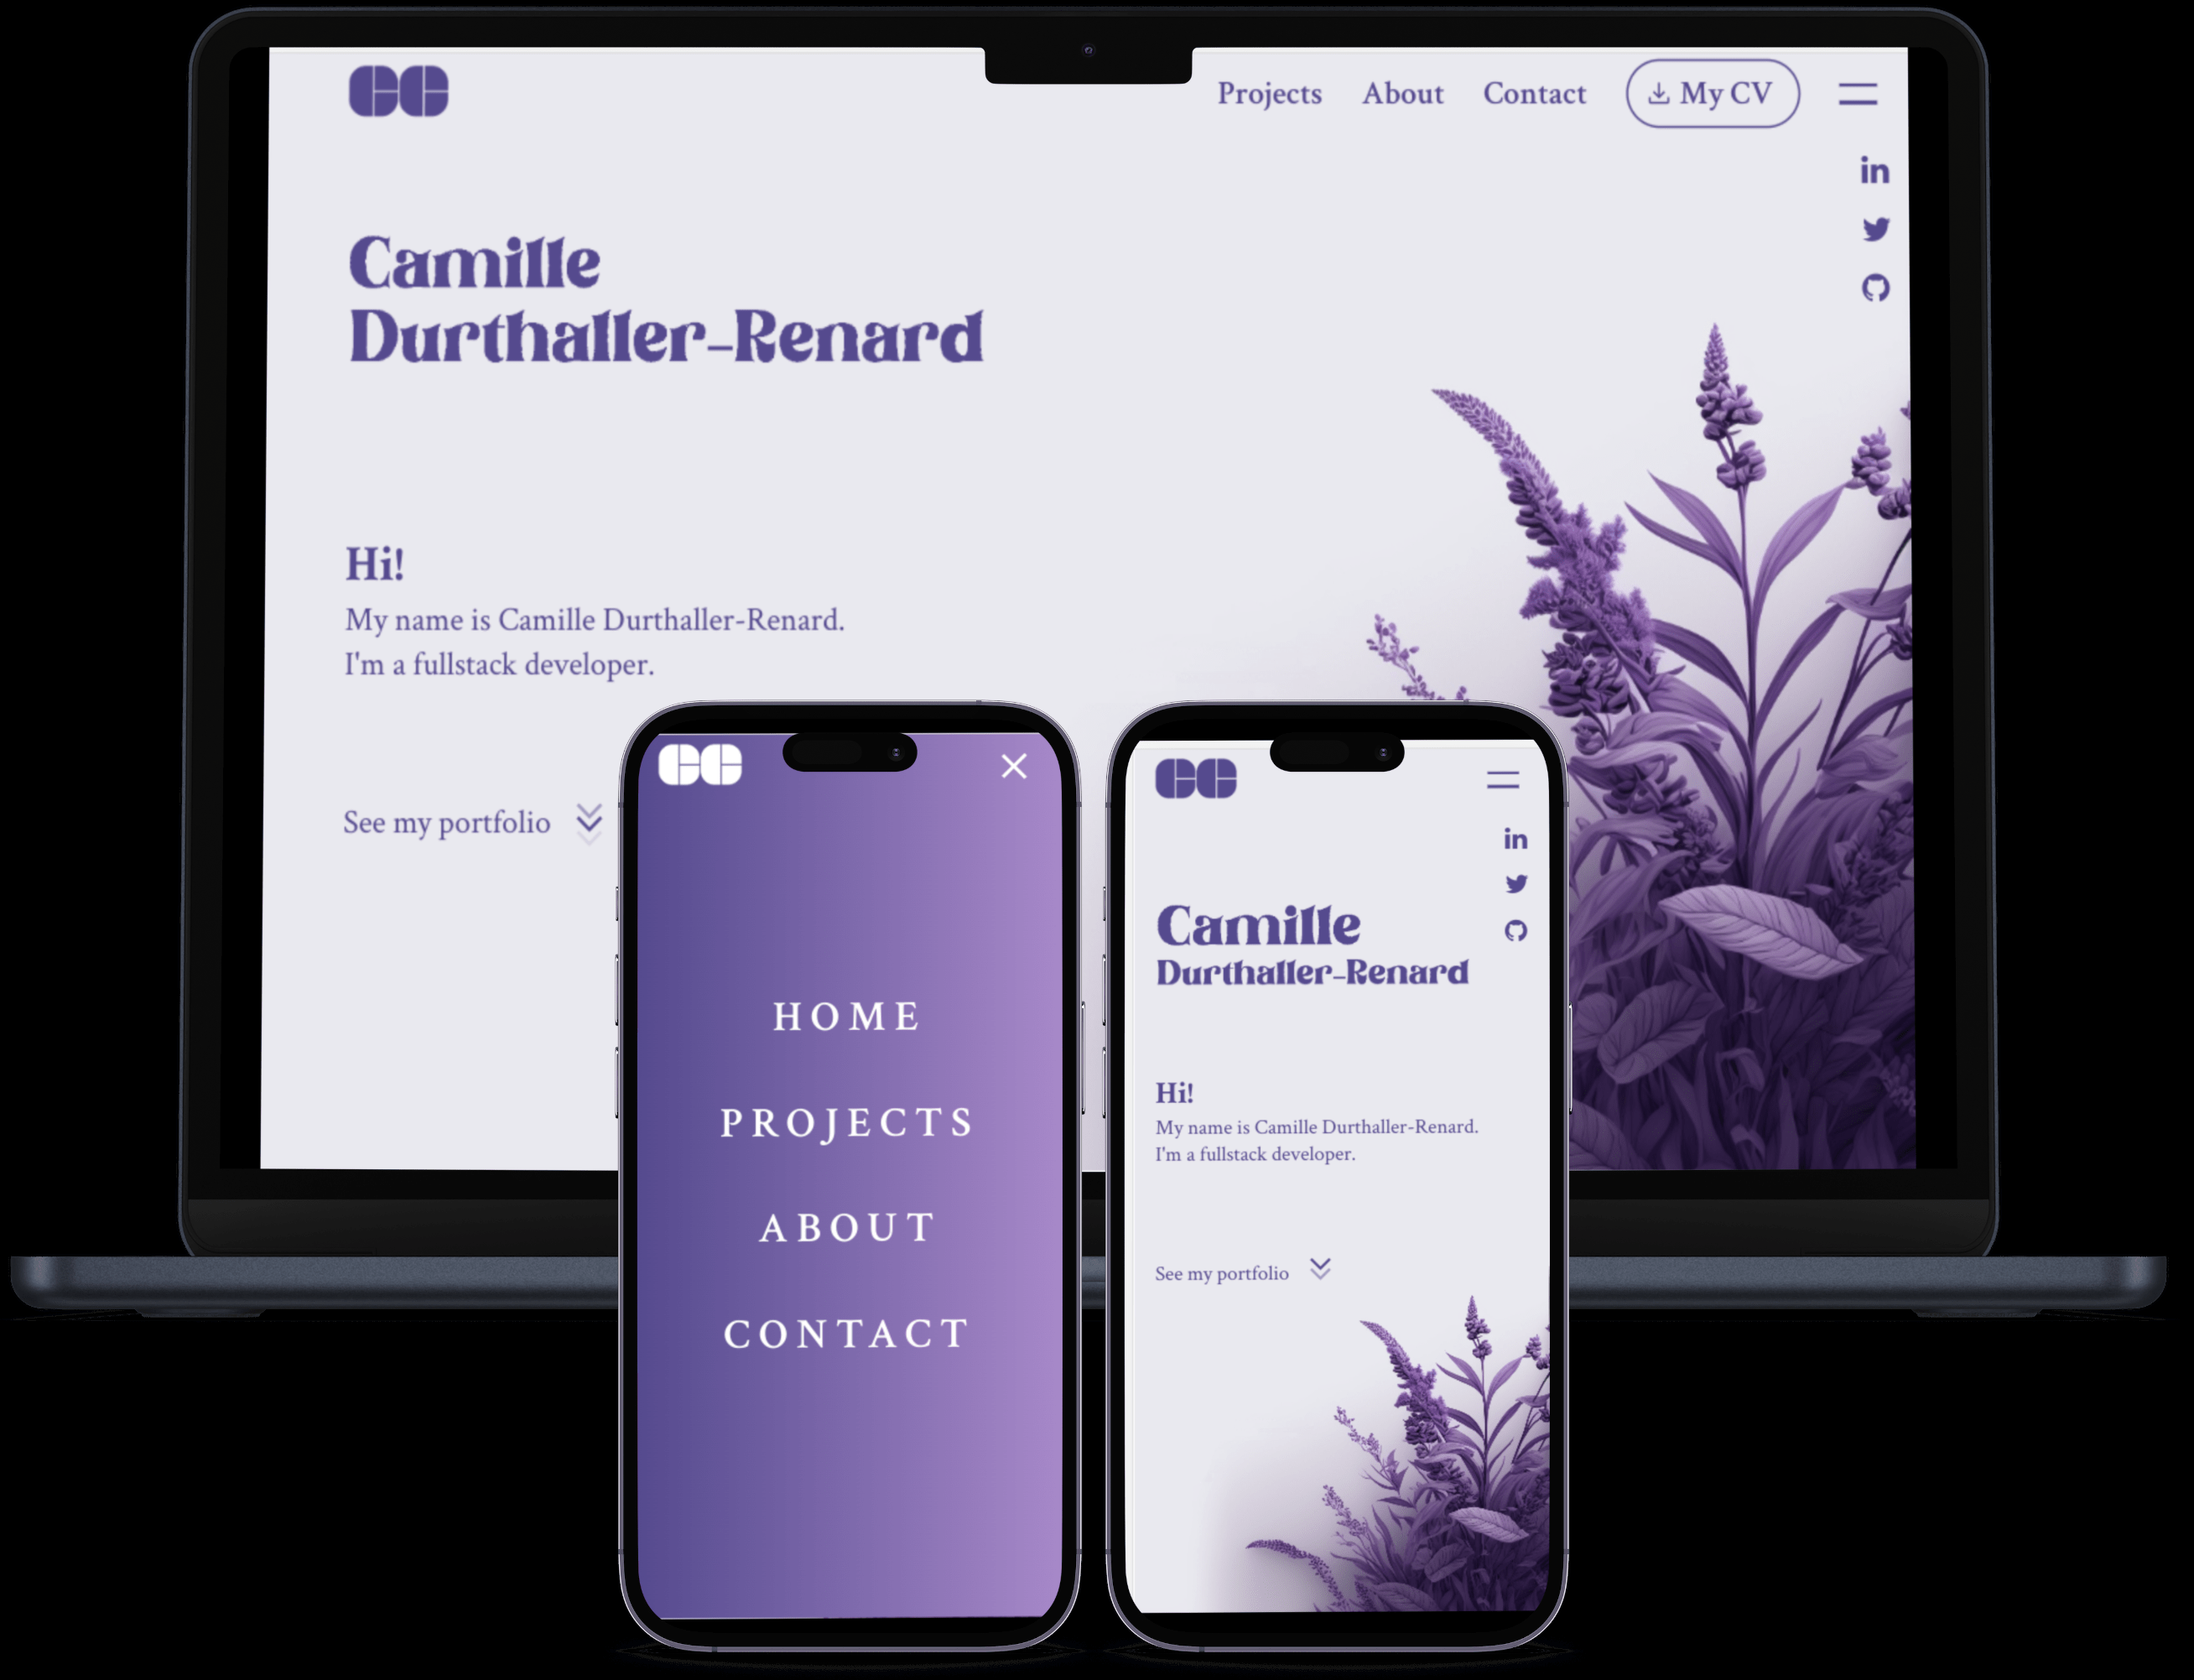 CC
Projects About Contact My CV
in
Camille
Durthaller-Renard
Hi!
My name is Camille Durthaller-Renard.
I'm a fullstack developer.
See my portfolio
CC
HOME
PROJECTS
ABOUT
CONTACT
CC
in
Camille
Durthaller-Renard
Hi!
My name is Camille Durthaller-Renard.
I'm a fullstack developer.
See my portfolio